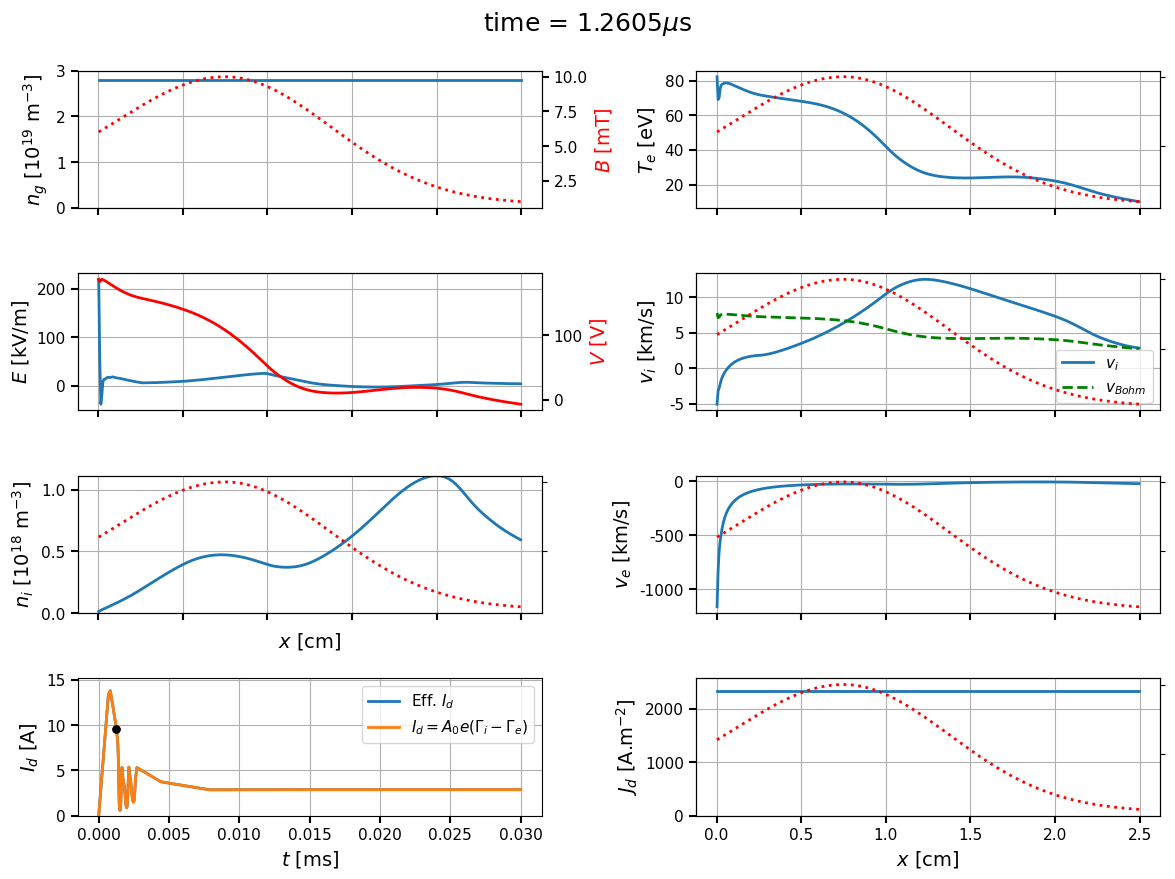 time = 1.2605μs
n_g [10^19 m^−3]
3
2
1
0
10.0
7.5
5.0
2.5
B [mT]
T_e [eV]
80
60
40
20
E [kV/m]
200
100
0
100
0
V [V]
v_i [km/s]
10
5
0
-5
v_i
v_Bohm
n_i [10^18 m^−3]
1.0
0.5
0.0
x [cm]
v_e [km/s]
0
-500
-1000
I_d [A]
15
10
5
0
Eff. I_d
I_d = A_0e(Γ_i − Γ_e)
0.000 0.005 0.010 0.015 0.020 0.025 0.030
t [ms]
J_d [A.m^−2]
2000
1000
0
0.0 0.5 1.0 1.5 2.0 2.5
x [cm]